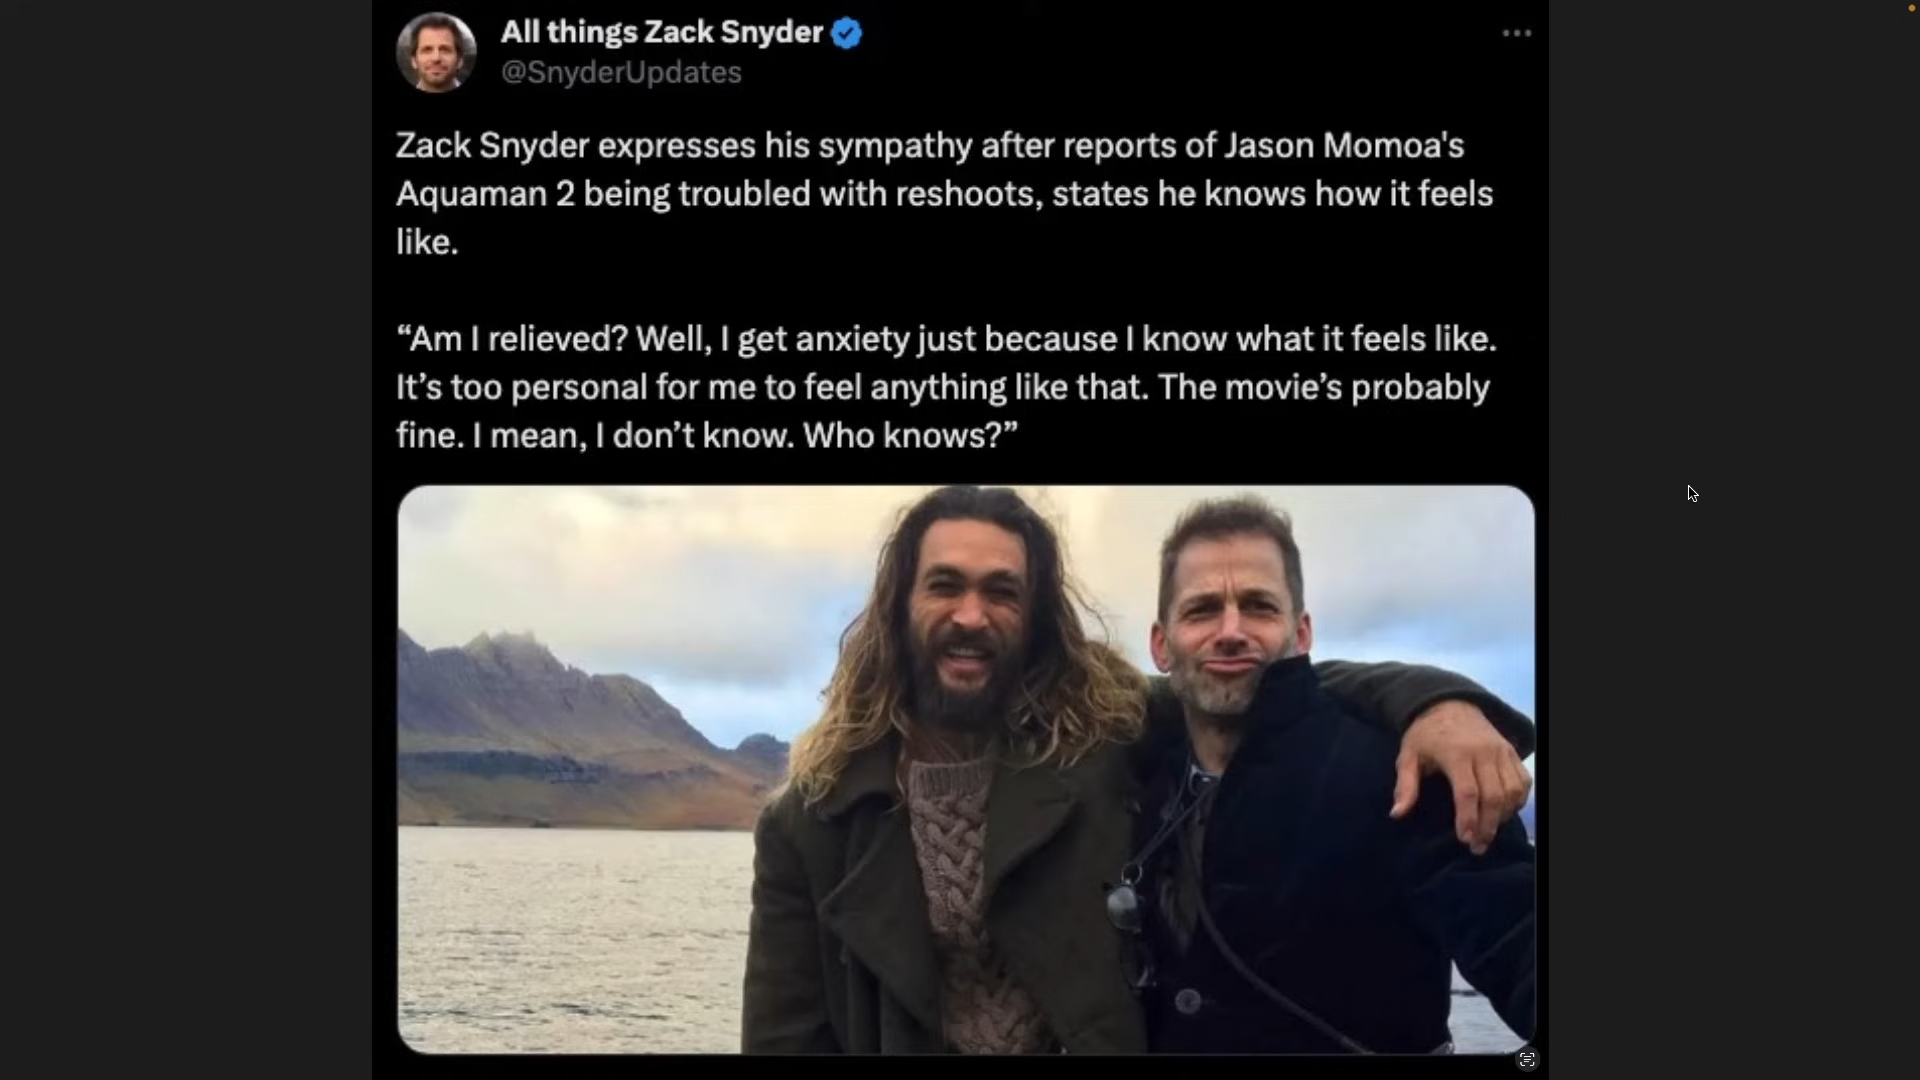 All things Zack Snyder
@SnyderUpdates
Zack Snyder expresses his sympathy after reports of Jason Momoa's
Aquaman 2 being troubled with reshoots, states he knows how it feels
like.
“Am I relieved? Well, I get anxiety just because I know what it feels like.
It’s too personal for me to feel anything like that. The movie’s probably
fine. I mean, I don’t know. Who knows?”